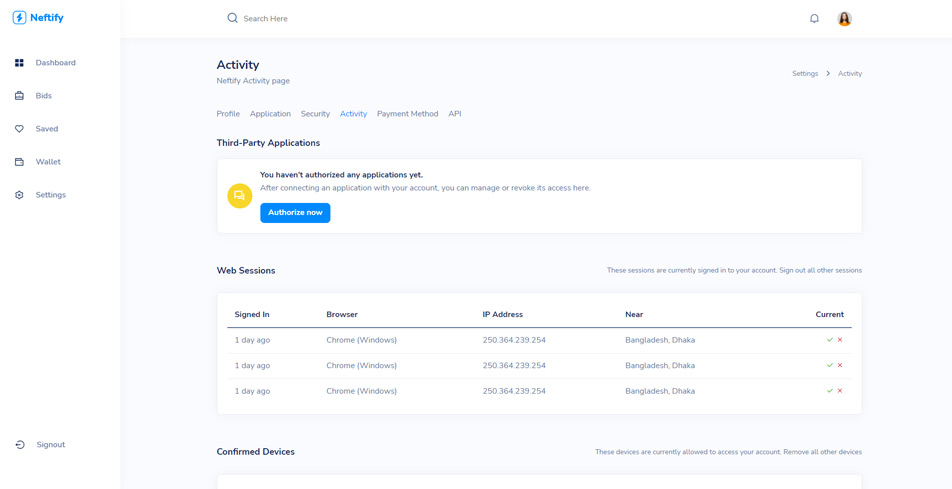 Neftify
Search Here
Dashboard
Bids
Saved
Wallet
Settings
Signout
Activity
Neftify Activity page
Settings > Activity
Profile Application Security Activity Payment Method API
Third-Party Applications
You haven't authorized any applications yet.
After connecting an application with your account, you can manage or revoke its access here.
Authorize now
Web Sessions
These sessions are currently signed in to your account. Sign out all other sessions
Signed In Browser IP Address Near Current
1 day ago Chrome (Windows) 250.364.239.254 Bangladesh, Dhaka
1 day ago Chrome (Windows) 250.364.239.254 Bangladesh, Dhaka
1 day ago Chrome (Windows) 250.364.239.254 Bangladesh, Dhaka
Confirmed Devices
These devices are currently allowed to access your account. Remove all other devices